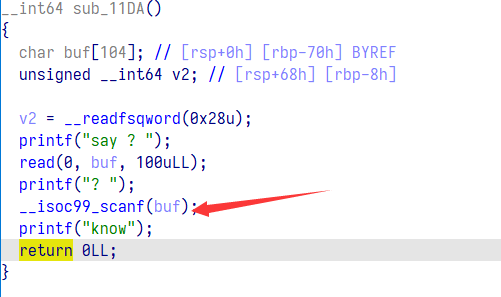 __int64 sub_11DA()
{
char buf[104]; // [rsp+0h] [rbp-70h] BYREF
unsigned __int64 v2; // [rsp+68h] [rbp-8h]
v2 = __readfsqword(0x28u);
printf("say ? ");
read(0, buf, 100uLL);
printf("? ");
__isoc99_scanf(buf);
printf("know");
return 0LL;
}